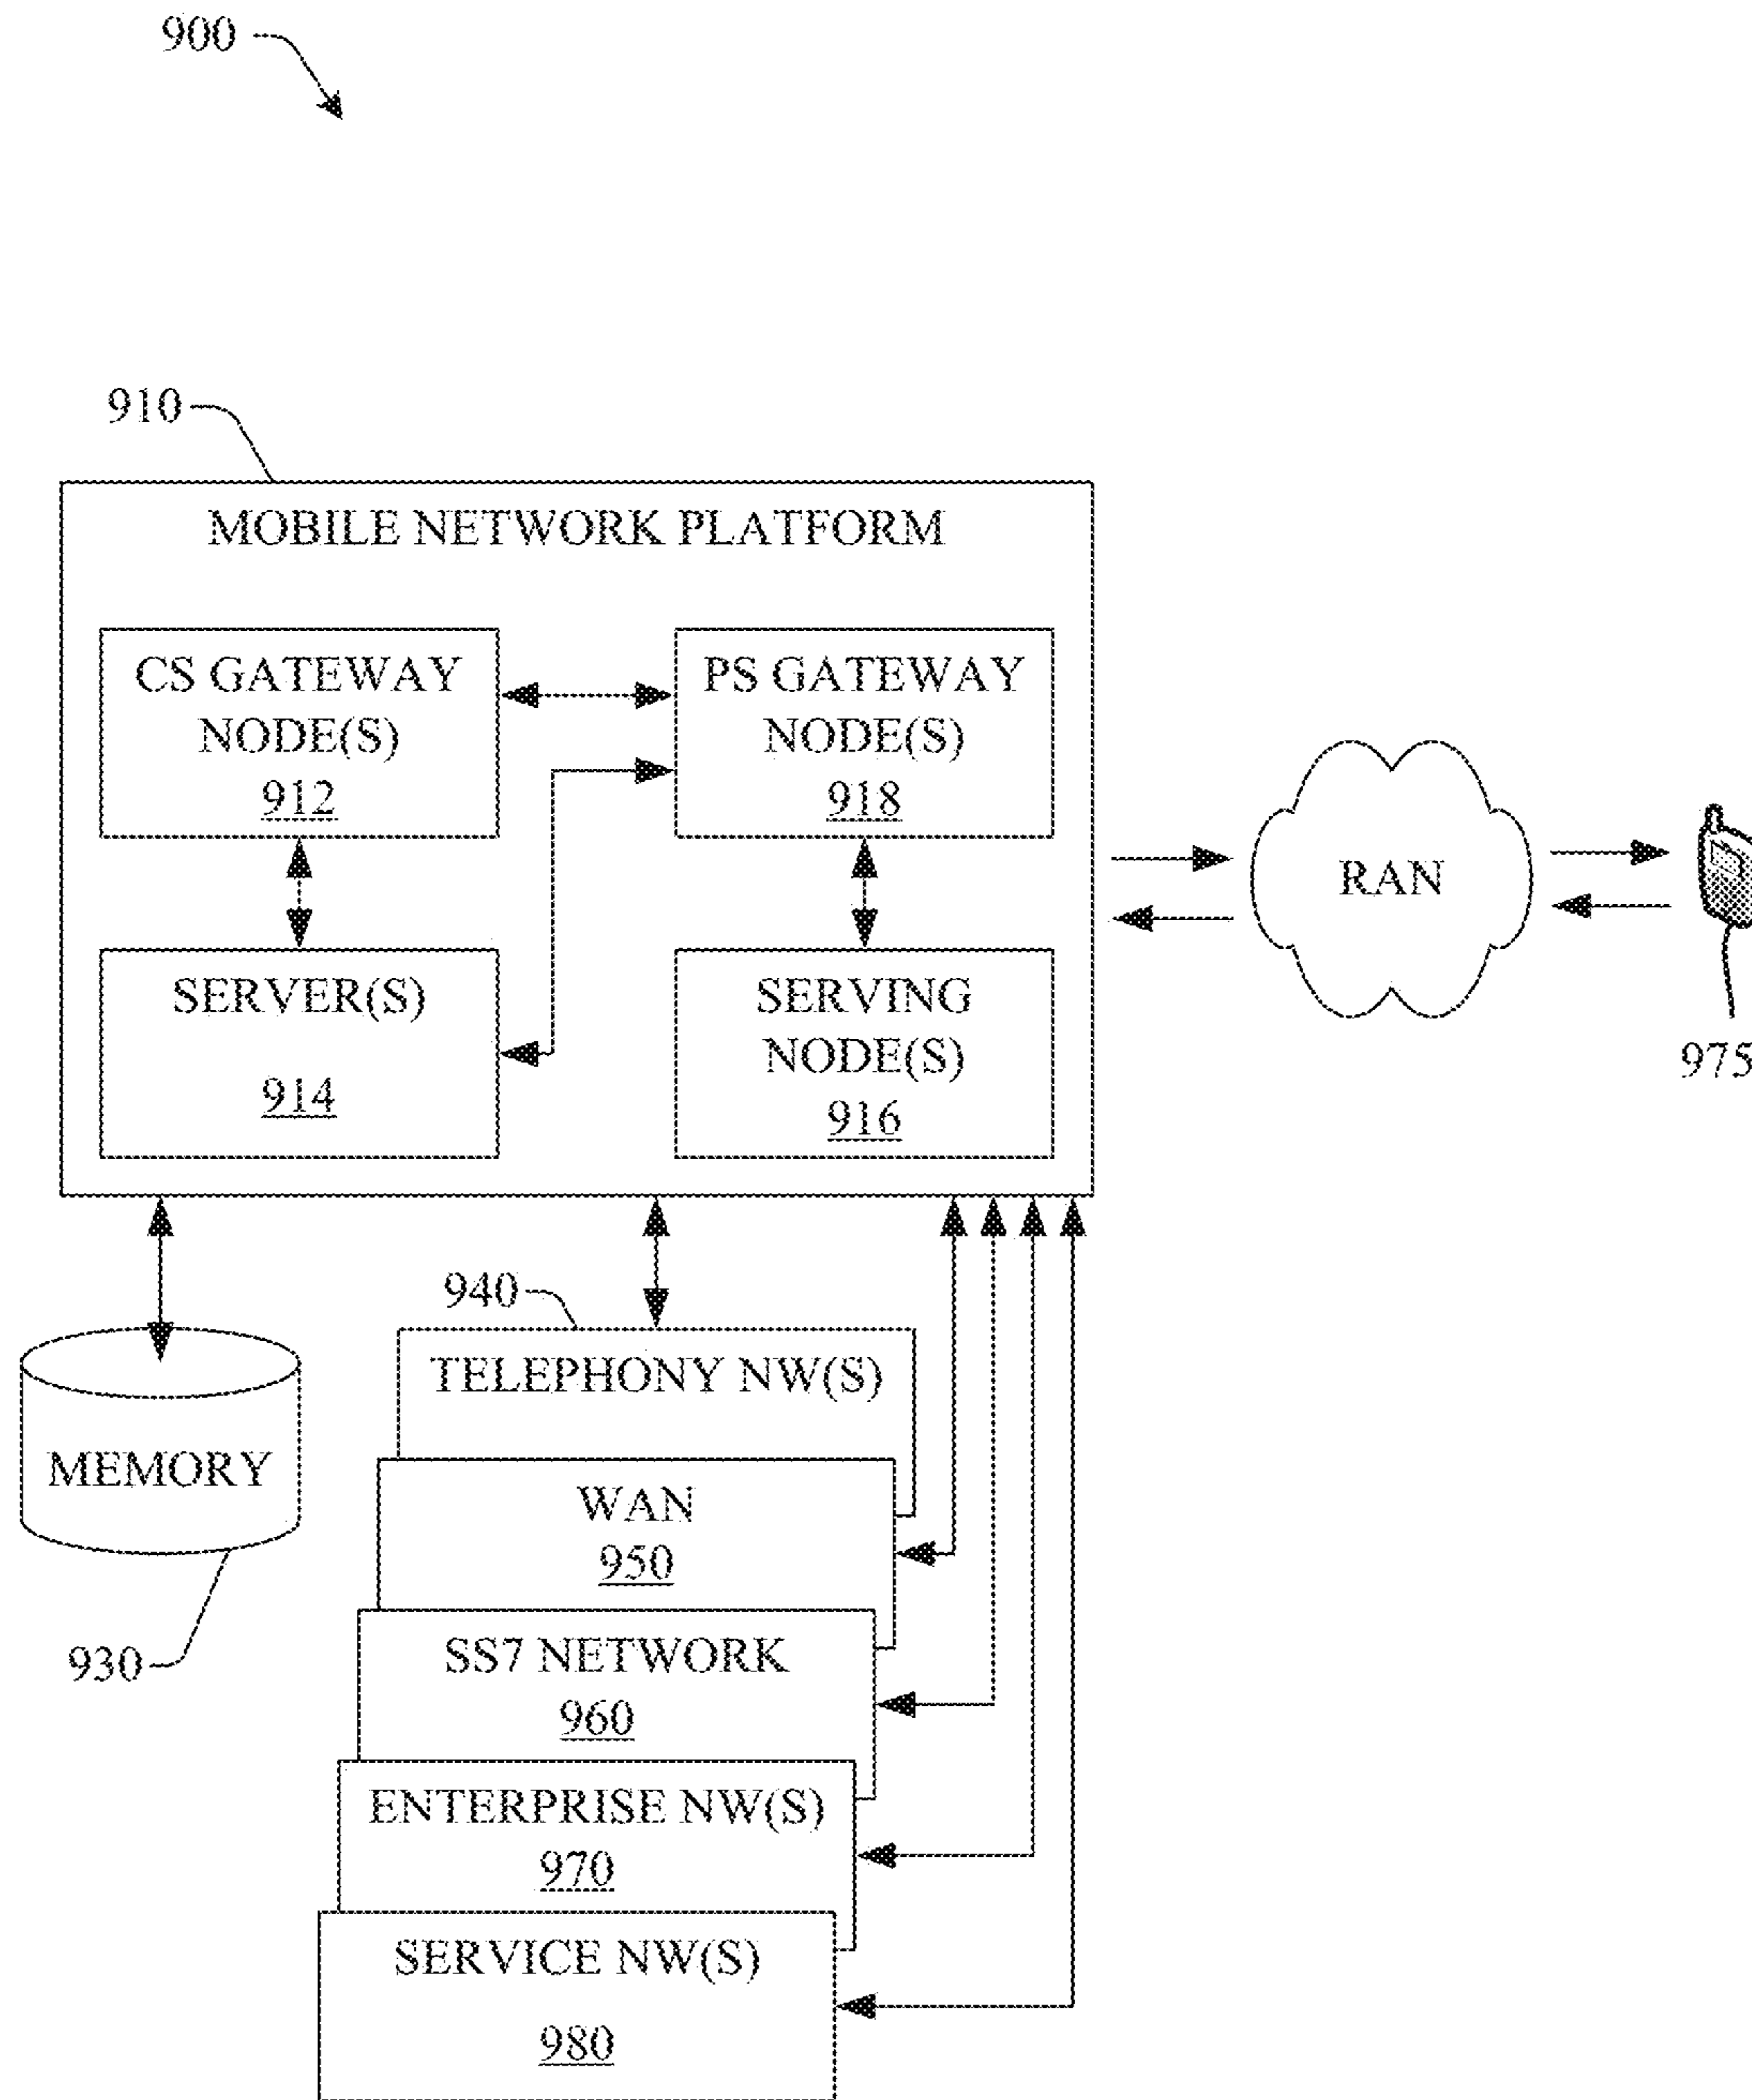 900
910
MOBILE NETWORK PLATFORM
CS GATEWAY
NODE(S)
912
PS GATEWAY
NODE(S)
918
SERVER(S)
914
SERVING
NODE(S)
916
RAN
975
940
TELEPHONY NW(S)
MEMORY
930
WAN
950
SS7 NETWORK
960
ENTERPRISE NW(S)
970
SERVICE NW(S)
980